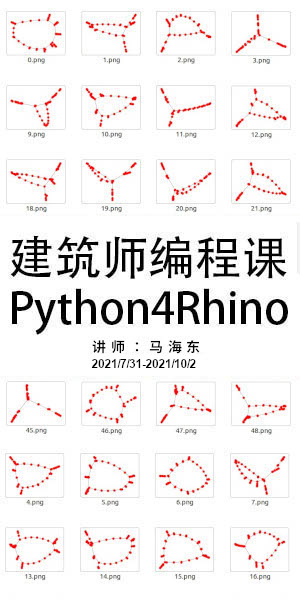 0.png 1.png 2.png 3.png
9.png 10.png 11.png 12.png
18.png 19.png 20.png 21.png
建筑师编程课
Python4Rhino
讲师：马海东
2021/7/31-2021/10/2
45.png 46.png 47.png 48.png
4.png 5.png 6.png 7.png
13.png 14.png 15.png 16.png